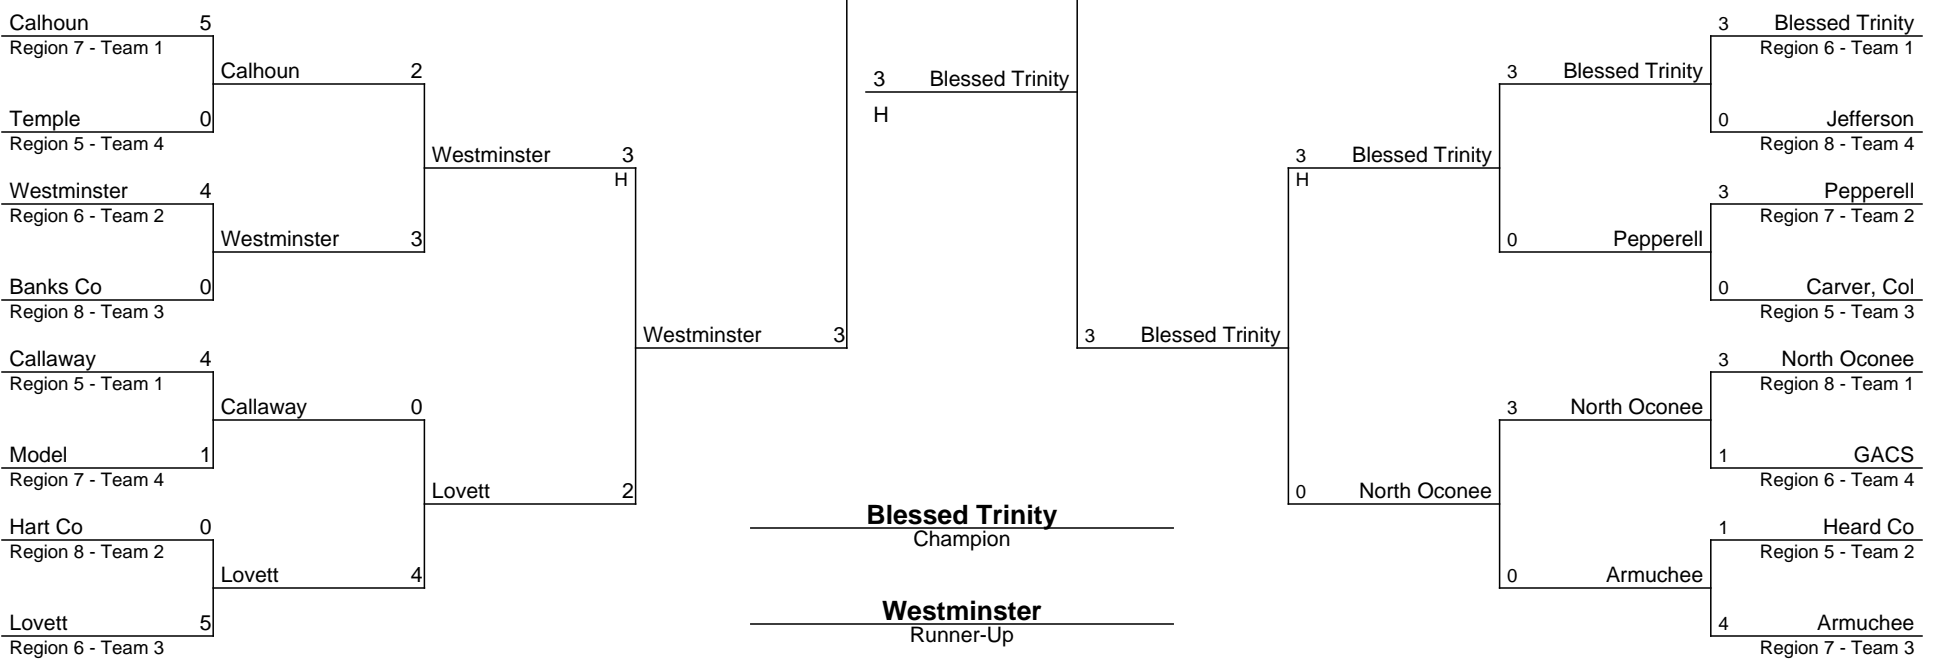 Calhoun 5
Region 7 - Team 1
Calhoun 2
Temple 0
Region 5 - Team 4
Westminster 3
H
Westminster 4
Region 6 - Team 2
Westminster 3
Banks Co 0
Region 8 - Team 3
Westminster 3
Callaway 4
Region 5 - Team 1
Callaway 0
Model 1
Region 7 - Team 4
Lovett 2
Hart Co 0
Region 8 - Team 2
Lovett 4
Lovett 5
Region 6 - Team 3
3 Blessed Trinity
H
Blessed Trinity
Champion
Westminster
Runner-Up
3 Blessed Trinity
Region 6 - Team 1
3 Blessed Trinity
0 Jefferson
Region 8 - Team 4
3 Blessed Trinity
H
3 Pepperell
Region 7 - Team 2
0 Pepperell
0 Carver, Col
Region 5 - Team 3
3 Blessed Trinity
3 North Oconee
Region 8 - Team 1
3 North Oconee
1 GACS
Region 6 - Team 4
0 North Oconee
1 Heard Co
Region 5 - Team 2
0 Armuchee
4 Armuchee
Region 7 - Team 3